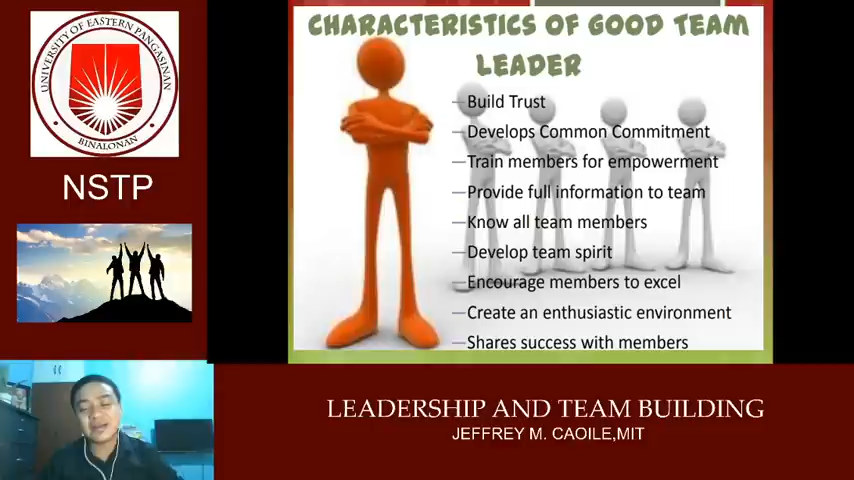 UNIVERSITY OF EASTERN PANGASINAN
BINALONAN
NSTP
CHARACTERISTICS OF GOOD TEAM
LEADER
—Build Trust
—Develops Common Commitment
—Train members for empowerment
—Provide full information to team
—Know all team members
—Develop team spirit
—Encourage members to excel
—Create an enthusiastic environment
—Shares success with members
LEADERSHIP AND TEAM BUILDING
JEFFREY M. CAOILE,MIT